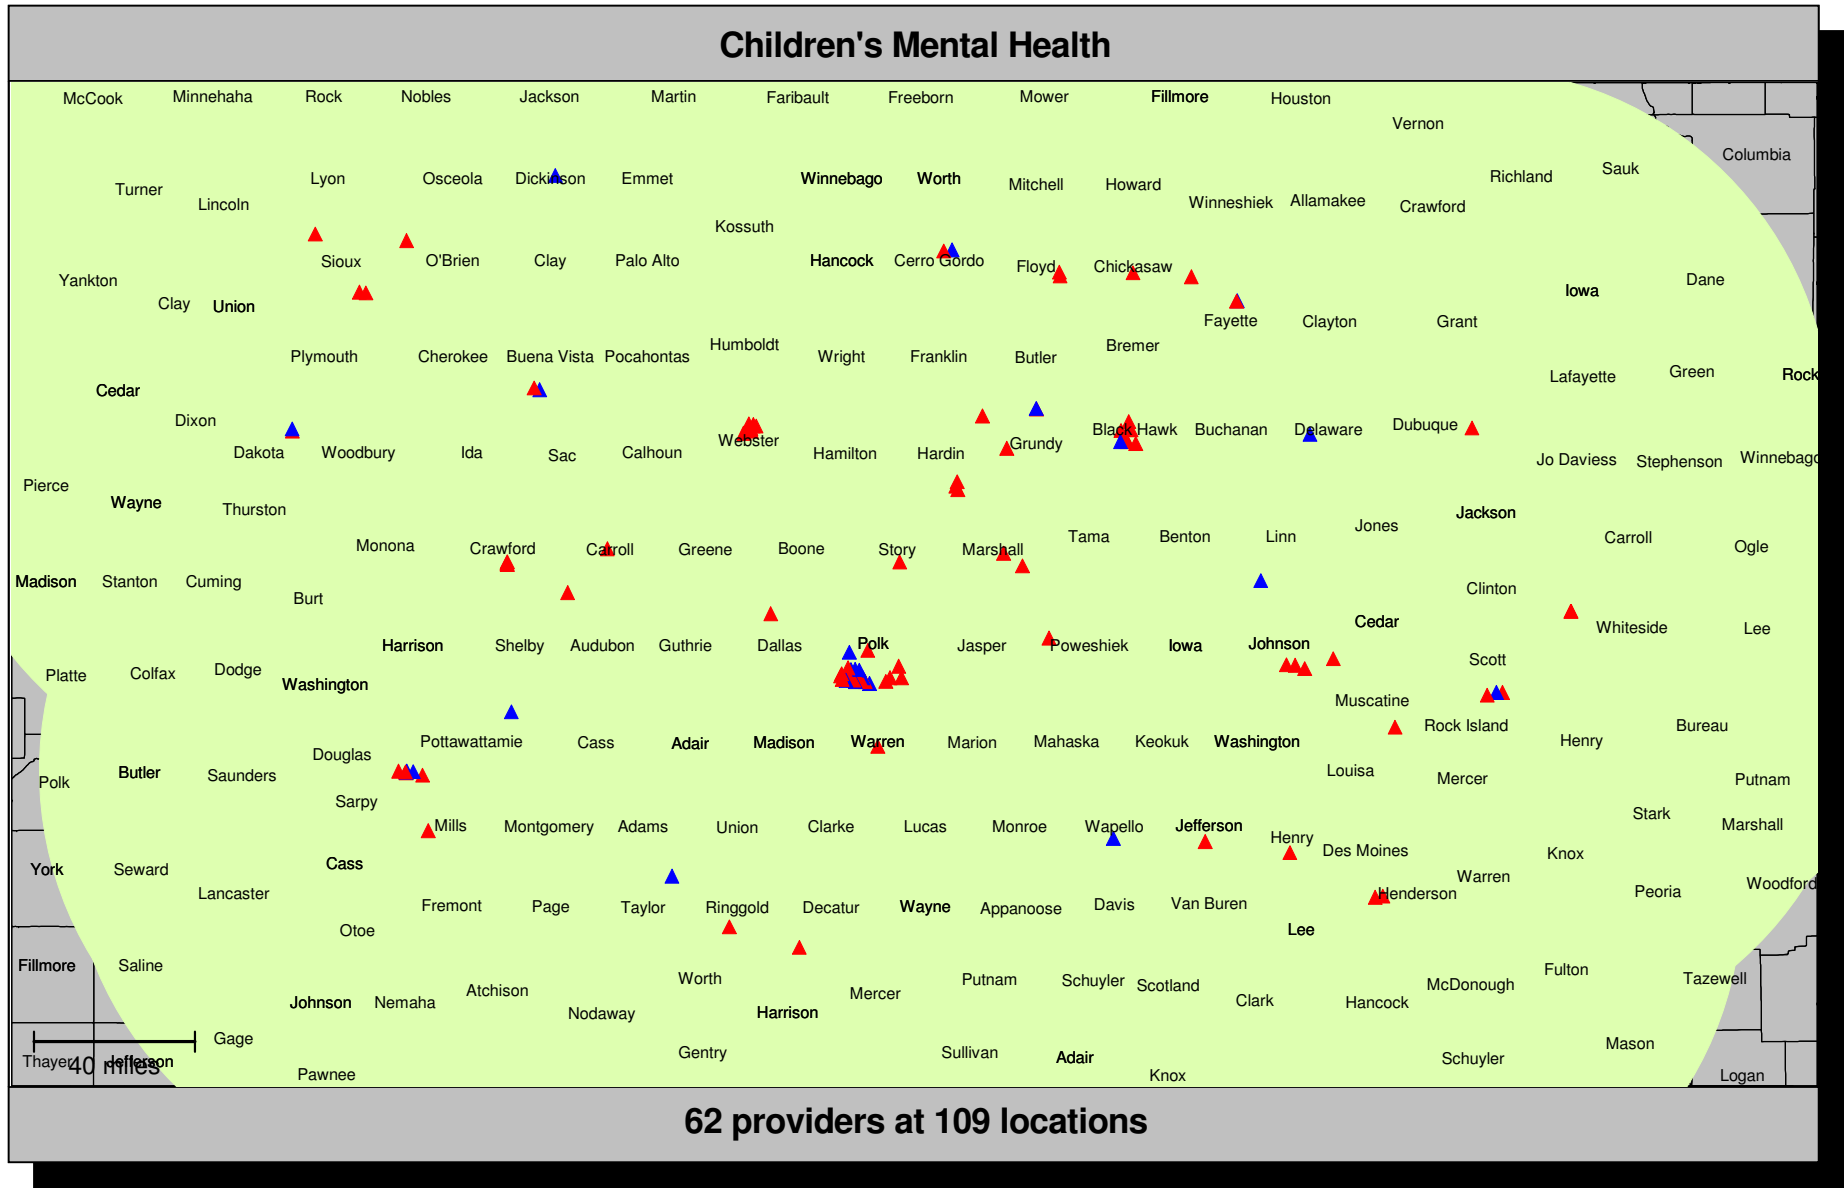 Children's Mental Health
McCook Minnehaha Rock Nobles Jackson Martin Faribault Freeborn Mower Fillmore Houston
Vernon
Columbia
Turner Lincoln Lyon Osceola Dickinson Emmet Winnebago Worth Mitchell Howard Winneshiek Allamakee Crawford Richland Sauk
Kossuth
Yankton Clay Union Sioux O'Brien Clay Palo Alto Hancock Cerro Gordo Floyd Chickasaw Iowa Dane
Fayette Clayton Grant
Plymouth Cherokee Buena Vista Pocahontas Humboldt Wright Franklin Butler Bremer Lafayette Green Rock
Cedar
Dixon
Dakota Woodbury Ida Sac Calhoun Webster Hamilton Hardin Grundy Black Hawk Buchanan Delaware Dubuque Jo Daviess Stephenson Winnebago
Pierce
Wayne Thurston Jackson
Monona Crawford Carroll Greene Boone Story Marshall Tama Benton Linn Jones Carroll Ogle
Madison Stanton Cuming Burt Clinton
Cedar Whiteside Lee
Harrison Shelby Audubon Guthrie Dallas Polk Jasper Poweshiek Iowa Johnson Scott
Platte Colfax Dodge Washington Muscatine
Rock Island Bureau
Douglas Pottawattamie Cass Adair Madison Warren Marion Mahaska Keokuk Washington Henry
Polk Butler Saunders Louisa Mercer Putnam
Sarpy
Mills Montgomery Adams Union Clarke Lucas Monroe Wapello Jefferson Henry Stark Marshall
Des Moines Knox
York Seward Cass Warren Woodford
Lancaster Fremont Page Taylor Ringgold Decatur Wayne Appanoose Davis Van Buren Henderson Peoria
Otoe Lee
Fillmore Saline Worth Putnam Schuyler Scotland McDonough Fulton Tazewell
Johnson Nemaha Atchison Nodaway Harrison Mercer Clark Hancock
Gage
Thayer Jefferson Gentry Sullivan Adair Schuyler Mason
40 miles
Pawnee Knox Logan
62 providers at 109 locations